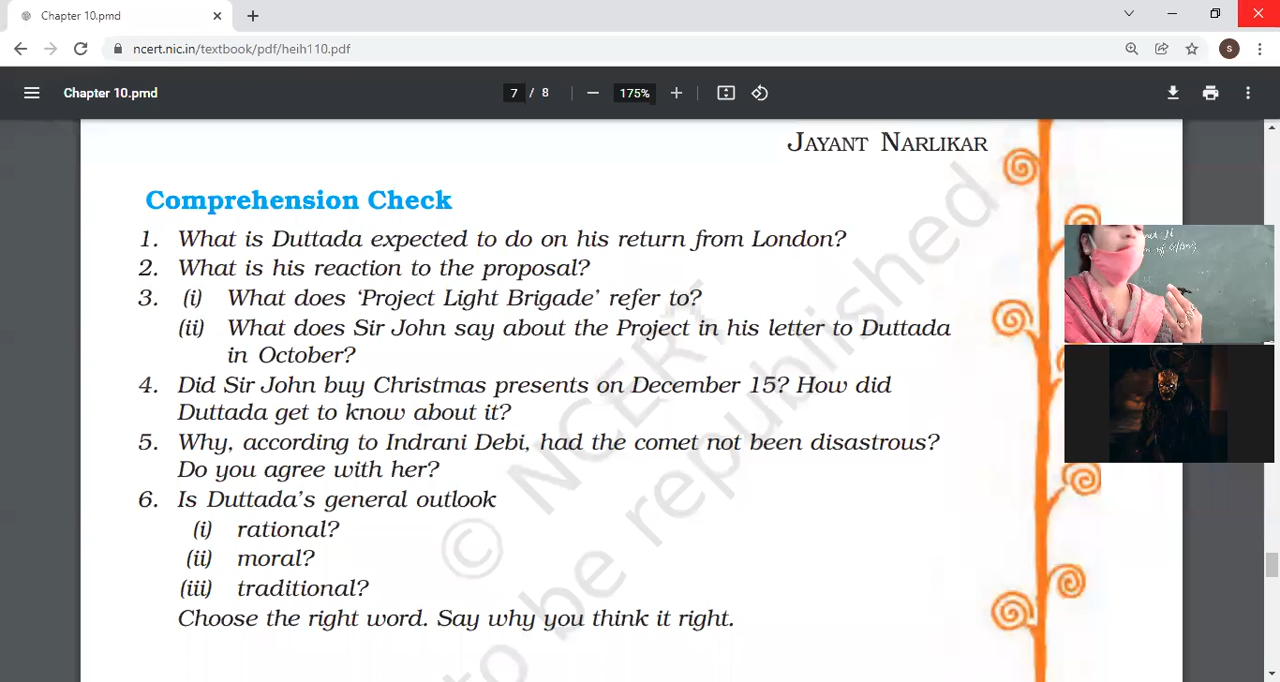 Chapter 10.pmd
ncert.nic.in/textbook/pdf/heih110.pdf
S
Chapter 10.pmd
7 / 8
175%
JAYANT NARLIKAR
Comprehension Check
1. What is Duttada expected to do on his return from London?
2. What is his reaction to the proposal?
3. (i) What does ‘Project Light Brigade’ refer to?
(ii) What does Sir John say about the Project in his letter to Duttada
in October?
4. Did Sir John buy Christmas presents on December 15? How did
Duttada get to know about it?
5. Why, according to Indrani Debi, had the comet not been disastrous?
Do you agree with her?
6. Is Duttada's general outlook
(i) rational?
(ii) moral?
(iii) traditional?
Choose the right word. Say why you think it right.
© NCERT
to be republished